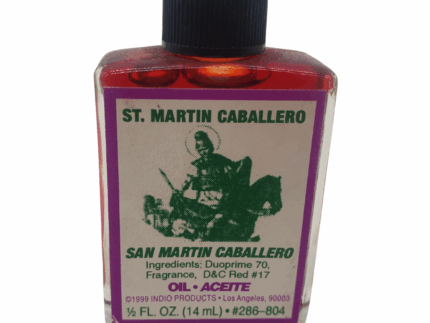 ST. MARTIN CABALLERO
SAN MARTIN CABALLERO
Ingredients: Duoprime 70,
Fragrance, D&C Red #17
OIL • ACEITE
©1999 INDIO PRODUCTS • Los Angeles, 90003
½ FL. OZ. (14 mL) • #286-804